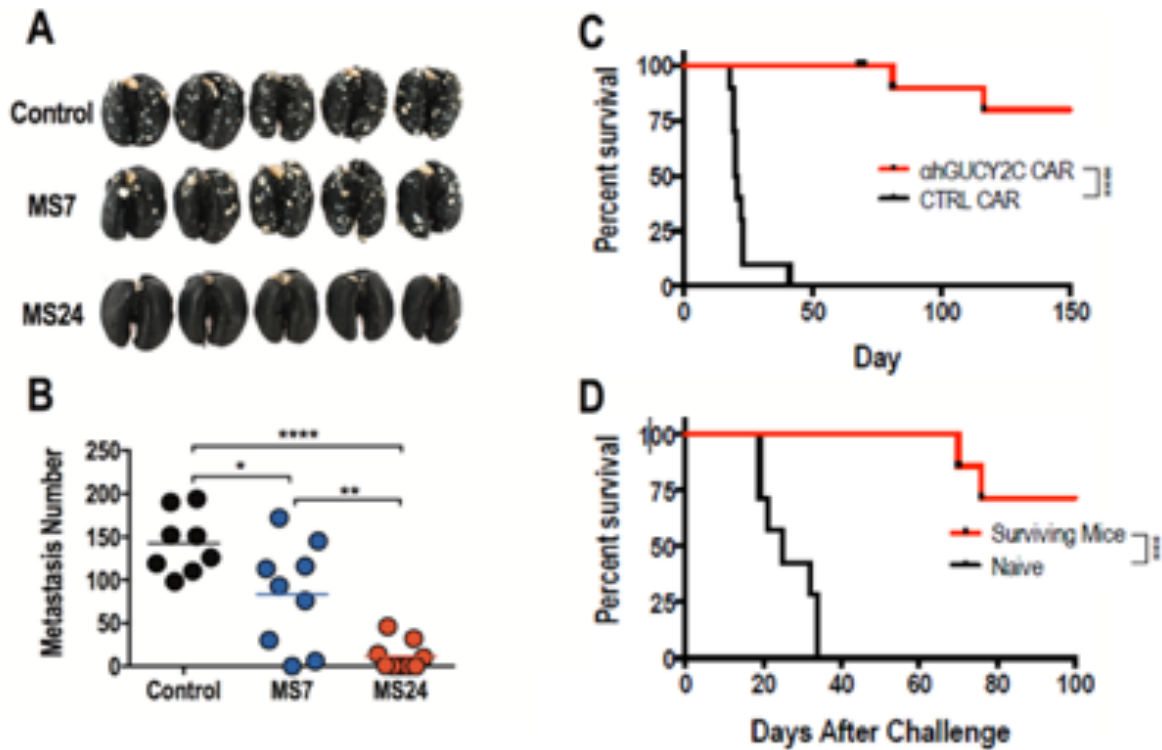 A
Control
MS7
MS24
B
Metastasis Number
250
200
150
100
50
0
****
*
**
Control
MS7
MS24
C
Percent survival
100
75
50
25
0
αhGUCY2C CAR
CTRL CAR
****
0
50
100
150
Day
D
Percent survival
100
75
50
25
0
Surviving Mice
Naive
***
0
20
40
60
80
100
Days After Challenge